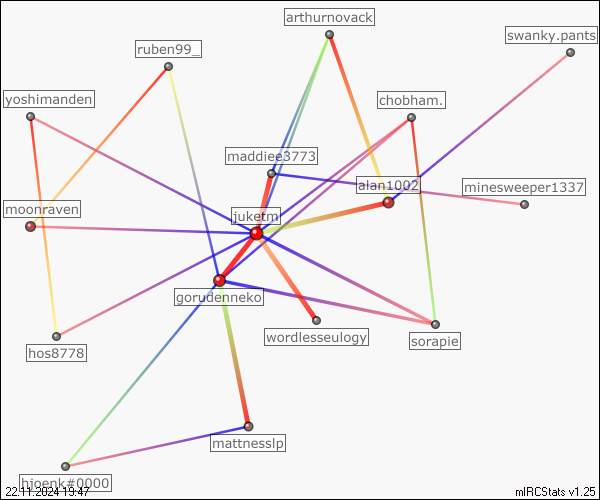 arthurnovack
swanky.pants
ruben99_
yoshimanden
chobham.
maddiee3773
alan1002
minesweeper1337
moonraven
juketm
gorudenneko
wordlesseulogy
sorapie
hos8778
mattnesslp
hjoenk#0000
22.11.2024 19:47
mIRCStats v1.25